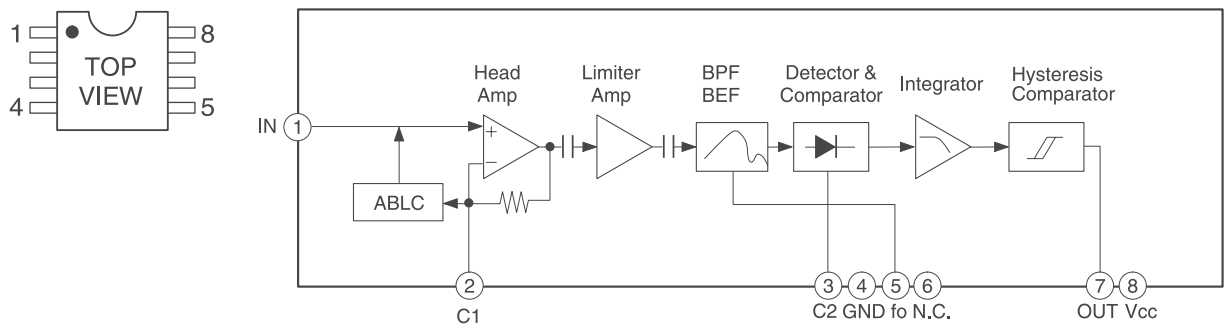 1
8
TOP
VIEW
4
5
Head
Amp
Limiter
Amp
BPF
BEF
Detector &
Comparator
Integrator
Hysteresis
Comparator
IN 1
+
−
ABLC
2
3
4
5
6
7
8
C1
C2 GND fo N.C.
OUT Vcc